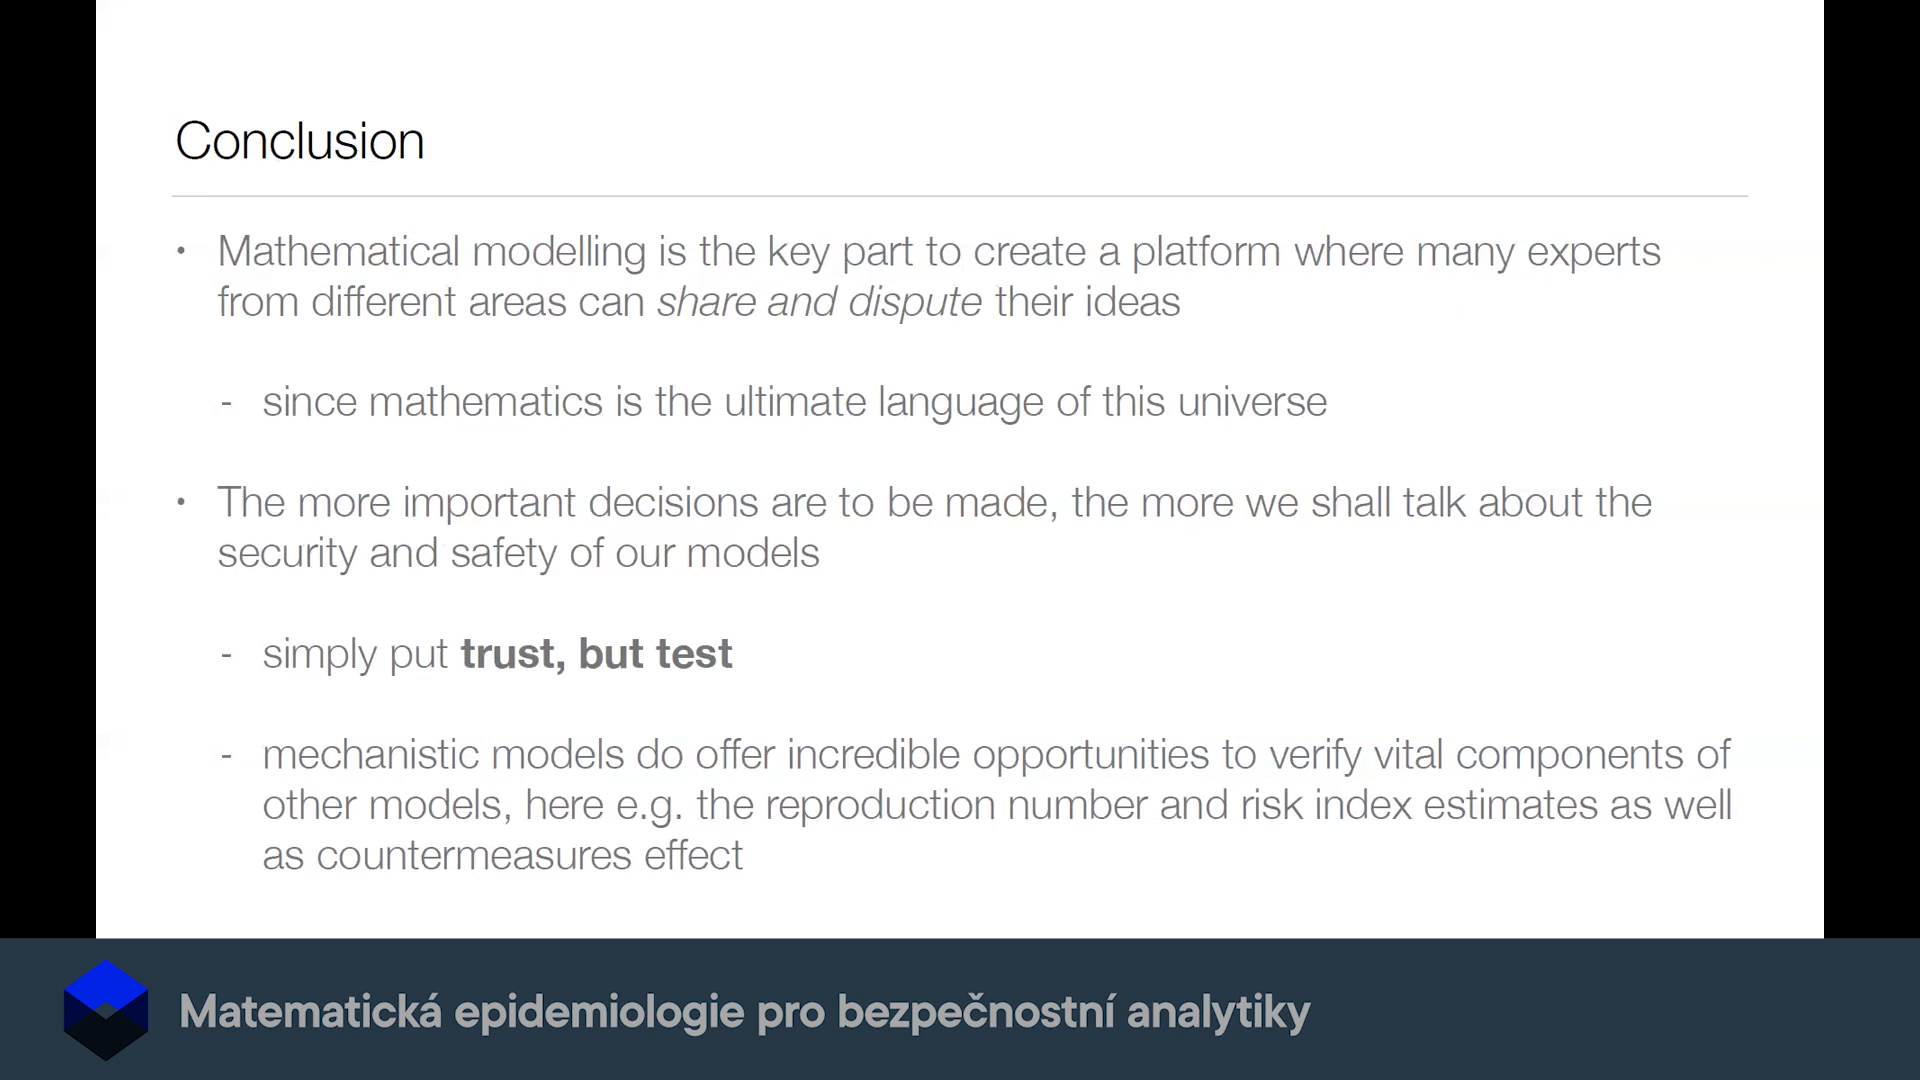 Conclusion
• Mathematical modelling is the key part to create a platform where many experts
from different areas can share and dispute their ideas
- since mathematics is the ultimate language of this universe
• The more important decisions are to be made, the more we shall talk about the
security and safety of our models
- simply put trust, but test
- mechanistic models do offer incredible opportunities to verify vital components of
other models, here e.g. the reproduction number and risk index estimates as well
as countermeasures effect
Matematická epidemiologie pro bezpečnostní analytiky